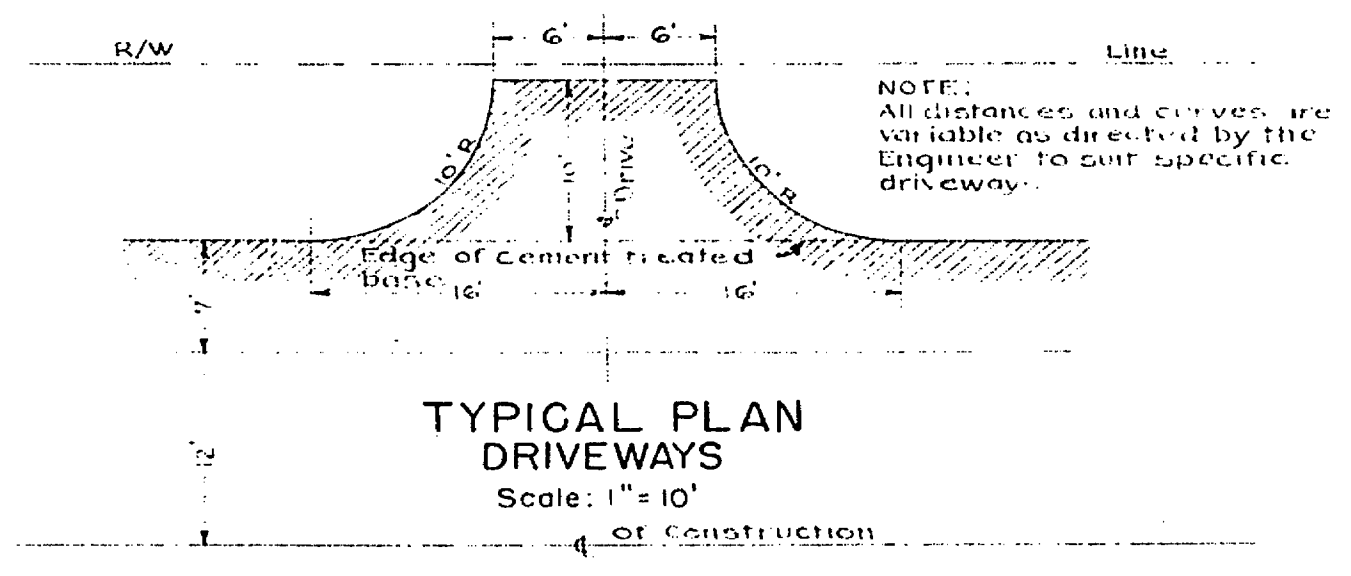 6' 6'
R/W Line
NOTE:
All distances and curves are
variable as directed by the
Engineer to suit specific
driveway.
10' R 10' Drive 10' R
Edge of cement treated
base
16' 16'
7'
TYPICAL PLAN
DRIVEWAYS
12'
Scale: 1" = 10'
of Construction